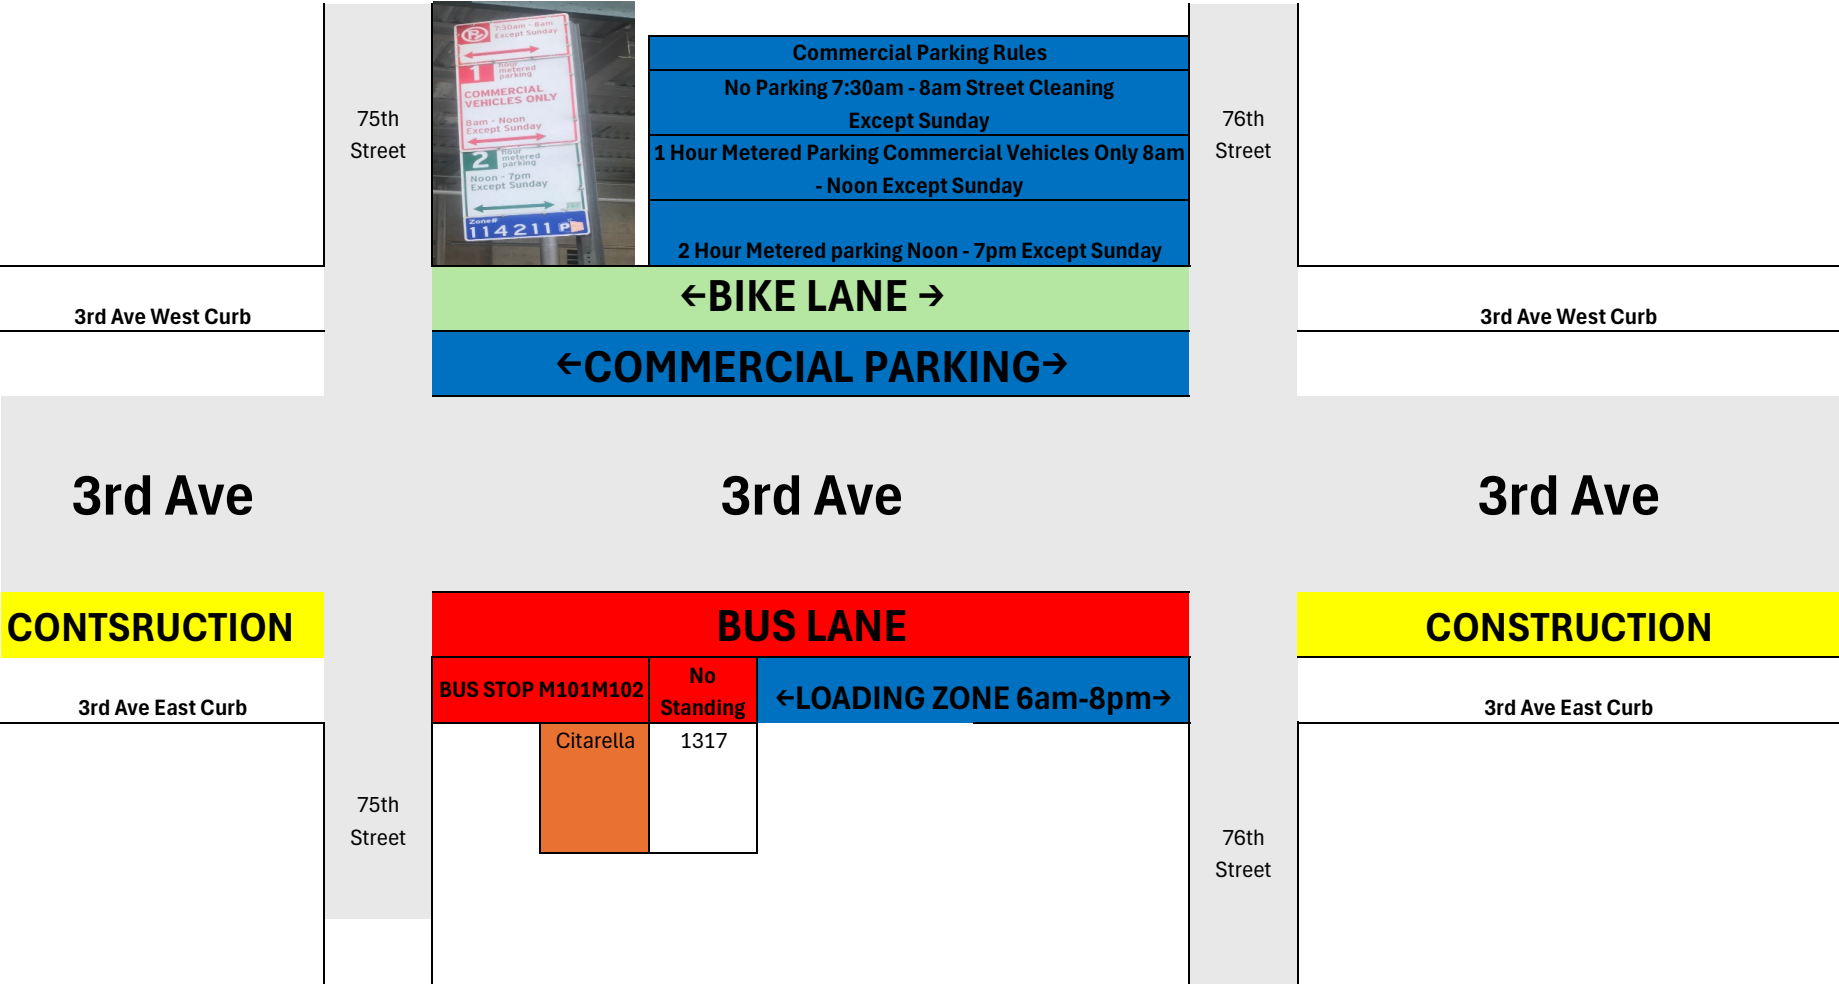 7:30am - 8am
Except Sunday
1 hour
metered
parking
COMMERCIAL
VEHICLES ONLY
8am - Noon
Except Sunday
2 hour
metered
parking
Noon - 7pm
Except Sunday
Zone#
114211 P
Commercial Parking Rules
No Parking 7:30am - 8am Street Cleaning
Except Sunday
1 Hour Metered Parking Commercial Vehicles Only 8am
- Noon Except Sunday
2 Hour Metered parking Noon - 7pm Except Sunday
75th
Street
76th
Street
←BIKE LANE →
3rd Ave West Curb
3rd Ave West Curb
←COMMERCIAL PARKING→
3rd Ave
3rd Ave
3rd Ave
CONTSRUCTION
BUS LANE
CONSTRUCTION
BUS STOP M101M102
No
Standing
←LOADING ZONE 6am-8pm→
3rd Ave East Curb
3rd Ave East Curb
Citarella
1317
75th
Street
76th
Street